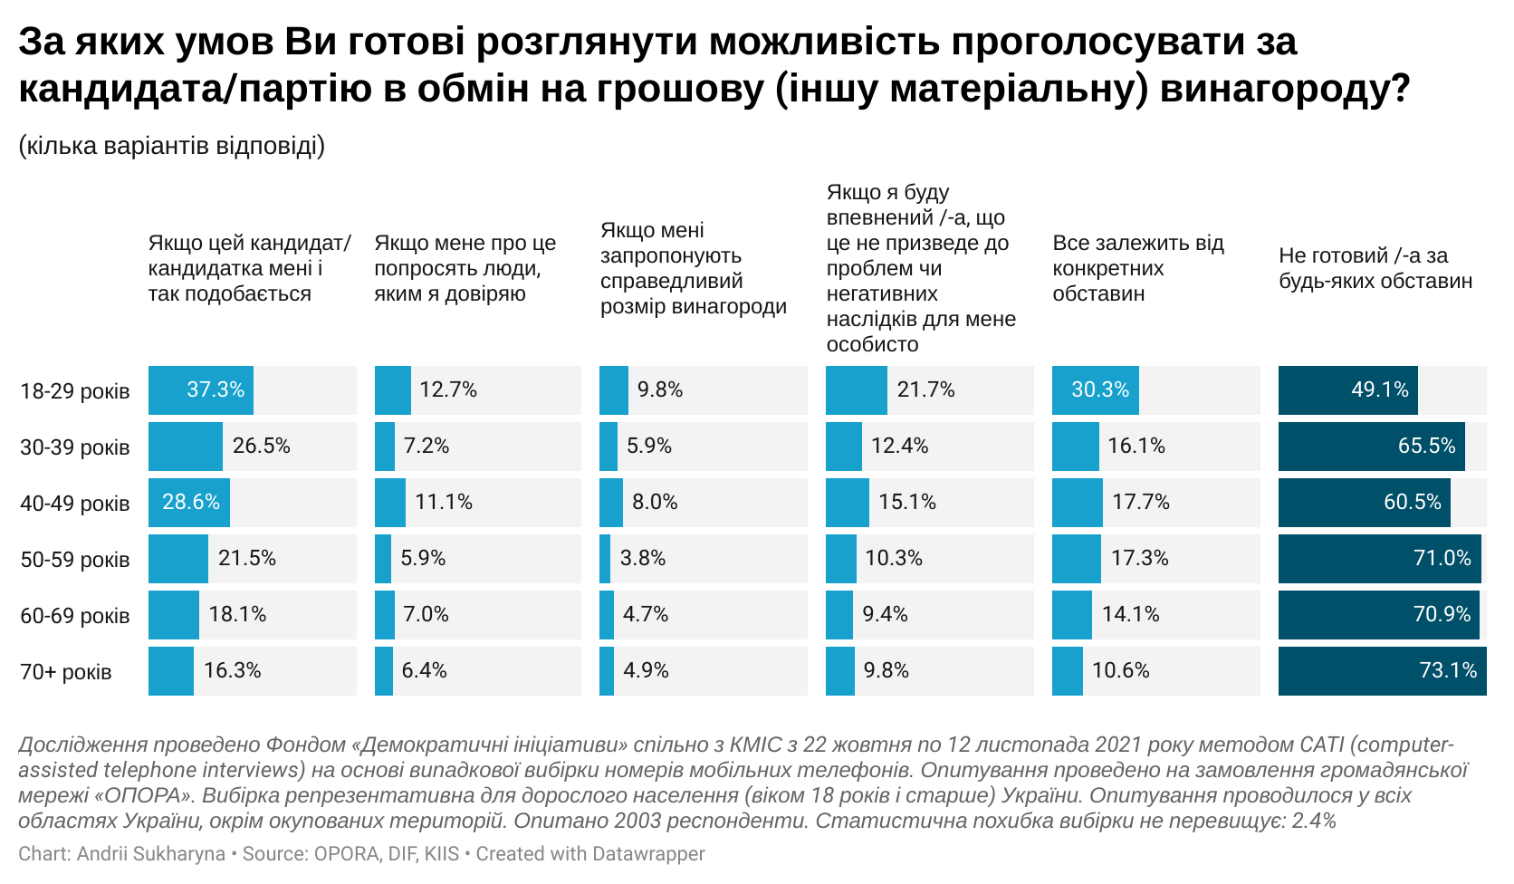 За яких умов Ви готові розглянути можливість проголосувати за
кандидата/партію в обмін на грошову (іншу матеріальну) винагороду?
(кілька варіантів відповіді)
Якщо цей кандидат/
кандидатка мені і
так подобається
Якщо мене про це
попросять люди,
яким я довіряю
Якщо мені
запропонують
справедливий
розмір винагороди
Якщо я буду
впевнений /-а, що
це не призведе до
проблем чи
негативних
наслідків для мене
особисто
Все залежить від
конкретних
обставин
Не готовий /-а за
будь-яких обставин
18-29 років 37.3% 12.7% 9.8% 21.7% 30.3% 49.1%
30-39 років 26.5% 7.2% 5.9% 12.4% 16.1% 65.5%
40-49 років 28.6% 11.1% 8.0% 15.1% 17.7% 60.5%
50-59 років 21.5% 5.9% 3.8% 10.3% 17.3% 71.0%
60-69 років 18.1% 7.0% 4.7% 9.4% 14.1% 70.9%
70+ років 16.3% 6.4% 4.9% 9.8% 10.6% 73.1%
Дослідження проведено Фондом «Демократичні ініціативи» спільно з КМІС з 22 жовтня по 12 листопада 2021 року методом CATI (computer-
assisted telephone interviews) на основі випадкової вибірки номерів мобільних телефонів. Опитування проведено на замовлення громадянської
мережі «ОПОРА». Вибірка репрезентативна для дорослого населення (віком 18 років і старше) України. Опитування проводилося у всіх
областях України, окрім окупованих територій. Опитано 2003 респонденти. Статистична похибка вибірки не перевищує: 2.4%
Chart: Andrii Sukharyna • Source: OPORA, DIF, KIIS • Created with Datawrapper